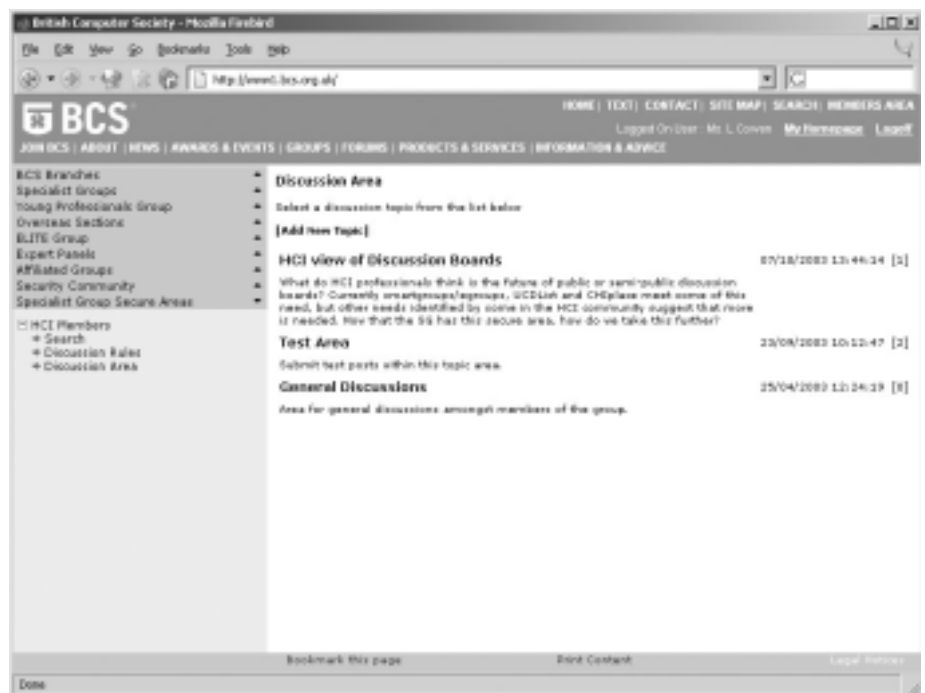 British Computer Society - Mozilla Firebird
File Edit View Go Bookmarks Tools Help
http://www1.bcs.org.uk/
G
BCS
HOME | TEXT | CONTACT | SITE MAP | SEARCH | MEMBERS AREA
Logged On User: Ms. L Cowen My Homepage Logoff
JOIN BCS | ABOUT | NEWS | AWARDS & EVENTS | GROUPS | FORUMS | PRODUCTS & SERVICES | INFORMATION & ADVICE
BCS Branches
Specialist Groups
Young Professionals Group
Overseas Sections
ELITE Group
Expert Panels
Affiliated Groups
Security Community
Specialist Group Secure Areas
HCI Members
Search
Discussion Rules
Discussion Area
Discussion Area
Select a discussion topic from the list below
[Add New Topic]
HCI view of Discussion Boards 07/10/2003 13:44:14 [1]
What do HCI professionals think is the future of public or semi-public discussion
boards? Currently smartgroups/egroups, UCDList and CHIplace meet some of this
need, but other needs identified by some in the HCI community suggest that more
is needed. Now that the SG has this secure area, how do we take this further?
Test Area 23/09/2003 10:12:47 [2]
Submit test posts within this topic area.
General Discussions 25/04/2003 12:34:19
Area for general discussions amongst members of the group.
Bookmark this page Print Content Legal Notices
Done